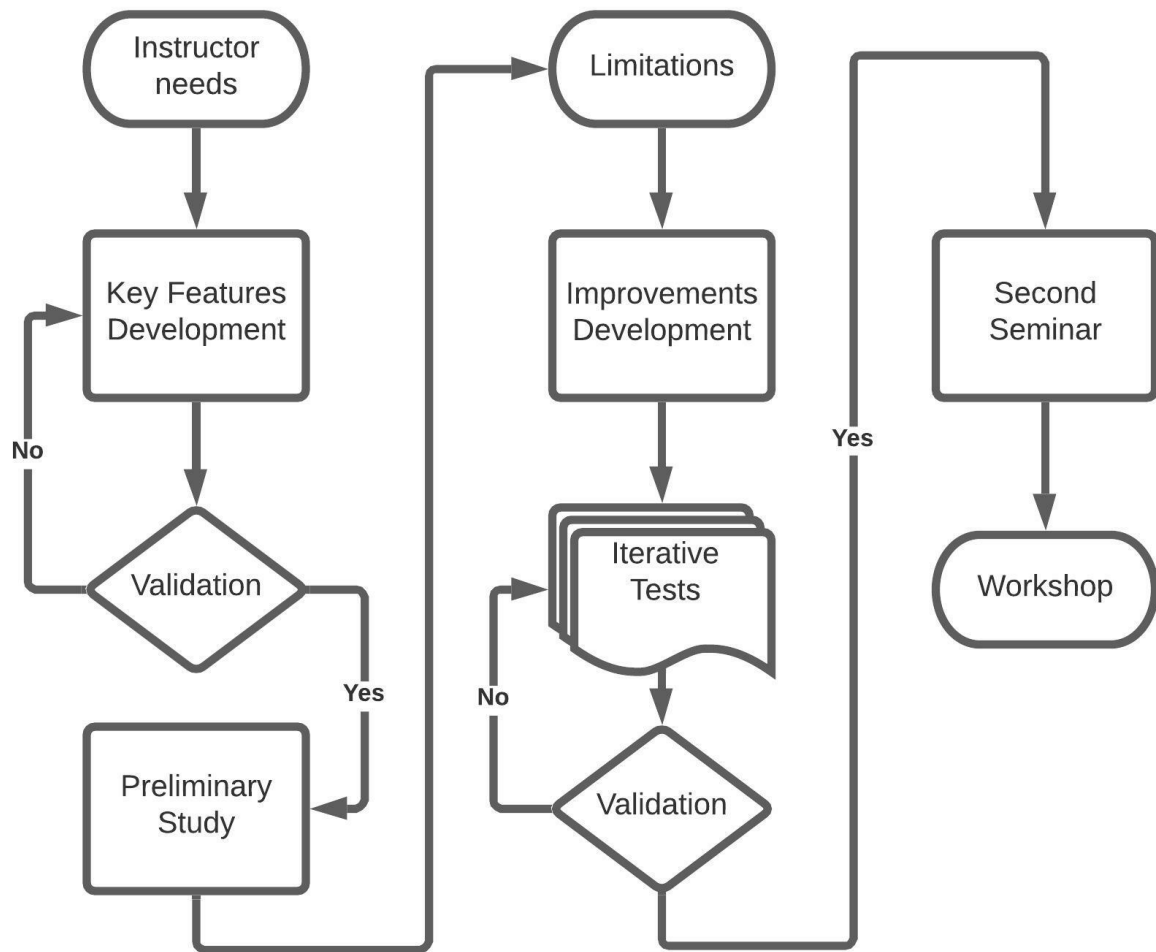 Instructor
needs
Key Features
Development
No
Validation
Yes
Preliminary
Study
Limitations
Improvements
Development
Iterative
Tests
No
Validation
Yes
Second
Seminar
Workshop